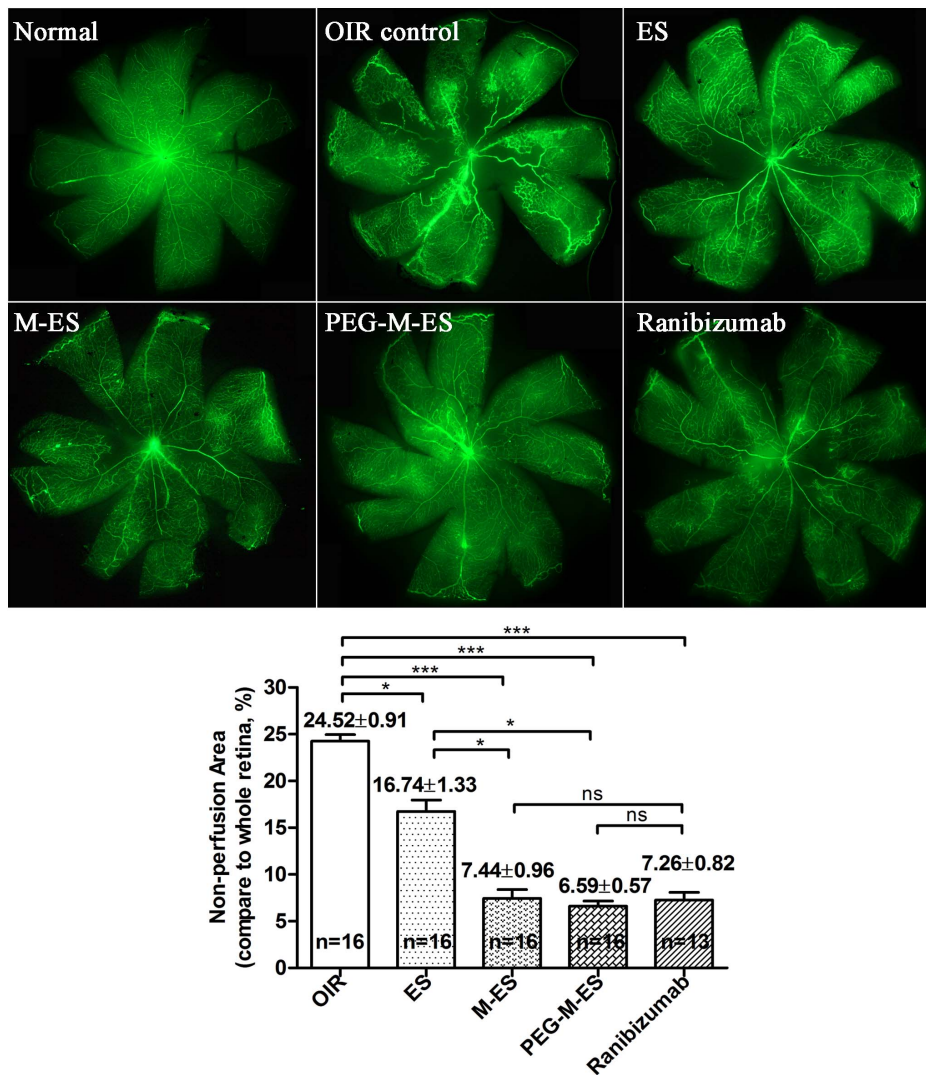 Normal
OIR control
ES
M-ES
PEG-M-ES
Ranibizumab
***
***
***
*
*
*
ns
ns
Non-perfusion Area
(compare to whole retina, %)
30
25
20
15
10
5
0
24.52±0.91
16.74±1.33
7.44±0.96
6.59±0.57
7.26±0.82
n=16
n=16
n=16
n=16
n=13
OIR
ES
M-ES
PEG-M-ES
Ranibizumab